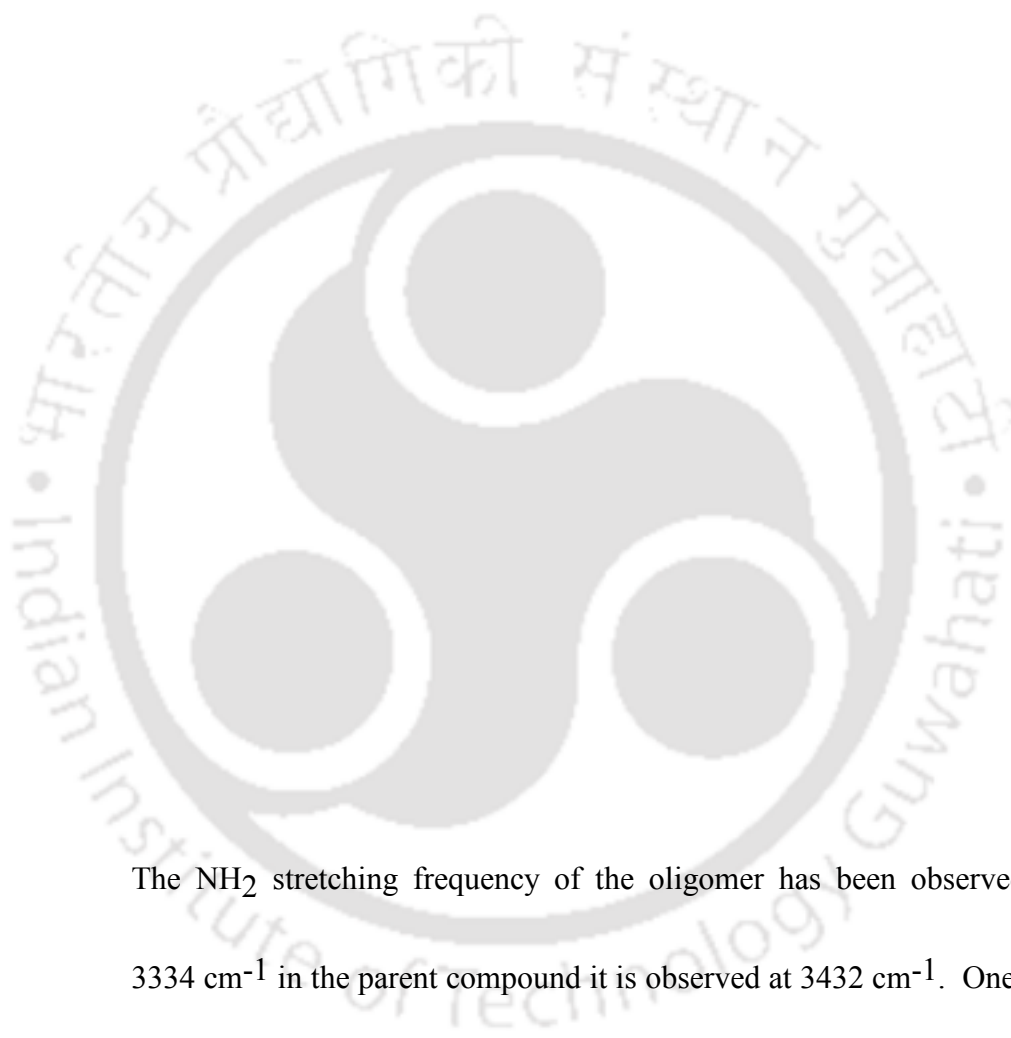 भारतीय प्रौद्योगिकी संस्थान गुवाहाटी
• Indian Institute of Technology Guwahati •
The NH2 stretching frequency of the oligomer has been observe
3334 cm-1 in the parent compound it is observed at 3432 cm-1. One